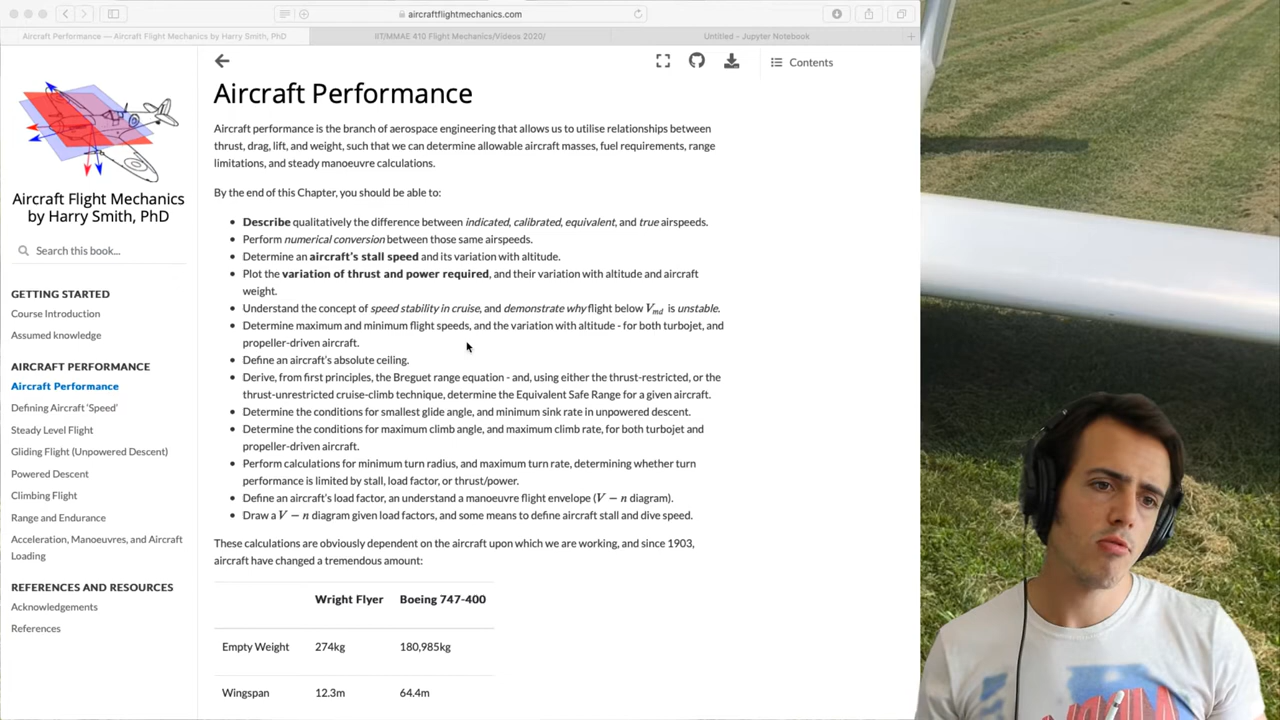 aircraftflightmechanics.com
Aircraft Performance — Aircraft Flight Mechanics by Harry Smith, PhD
IIT/MMAE 410 Flight Mechanics/Videos 2020/
Untitled - Jupyter Notebook
Contents
Aircraft Flight Mechanics
by Harry Smith, PhD
Search this book...
GETTING STARTED
Course Introduction
Assumed knowledge
AIRCRAFT PERFORMANCE
Aircraft Performance
Defining Aircraft ‘Speed’
Steady Level Flight
Gliding Flight (Unpowered Descent)
Powered Descent
Climbing Flight
Range and Endurance
Acceleration, Manoeuvres, and Aircraft
Loading
REFERENCES AND RESOURCES
Acknowledgements
References
Aircraft Performance
Aircraft performance is the branch of aerospace engineering that allows us to utilise relationships between
thrust, drag, lift, and weight, such that we can determine allowable aircraft masses, fuel requirements, range
limitations, and steady manoeuvre calculations.
By the end of this Chapter, you should be able to:
• Describe qualitatively the difference between indicated, calibrated, equivalent, and true airspeeds.
• Perform numerical conversion between those same airspeeds.
• Determine an aircraft’s stall speed and its variation with altitude.
• Plot the variation of thrust and power required, and their variation with altitude and aircraft
weight.
• Understand the concept of speed stability in cruise, and demonstrate why flight below Vmd is unstable.
• Determine maximum and minimum flight speeds, and the variation with altitude - for both turbojet, and
propeller-driven aircraft.
• Define an aircraft’s absolute ceiling.
• Derive, from first principles, the Breguet range equation - and, using either the thrust-restricted, or the
thrust-unrestricted cruise-climb technique, determine the Equivalent Safe Range for a given aircraft.
• Determine the conditions for smallest glide angle, and minimum sink rate in unpowered descent.
• Determine the conditions for maximum climb angle, and maximum climb rate, for both turbojet and
propeller-driven aircraft.
• Perform calculations for minimum turn radius, and maximum turn rate, determining whether turn
performance is limited by stall, load factor, or thrust/power.
• Define an aircraft’s load factor, an understand a manoeuvre flight envelope (V − n diagram).
• Draw a V − n diagram given load factors, and some means to define aircraft stall and dive speed.
These calculations are obviously dependent on the aircraft upon which we are working, and since 1903,
aircraft have changed a tremendous amount:
Wright Flyer Boeing 747-400
Empty Weight 274kg 180,985kg
Wingspan 12.3m 64.4m